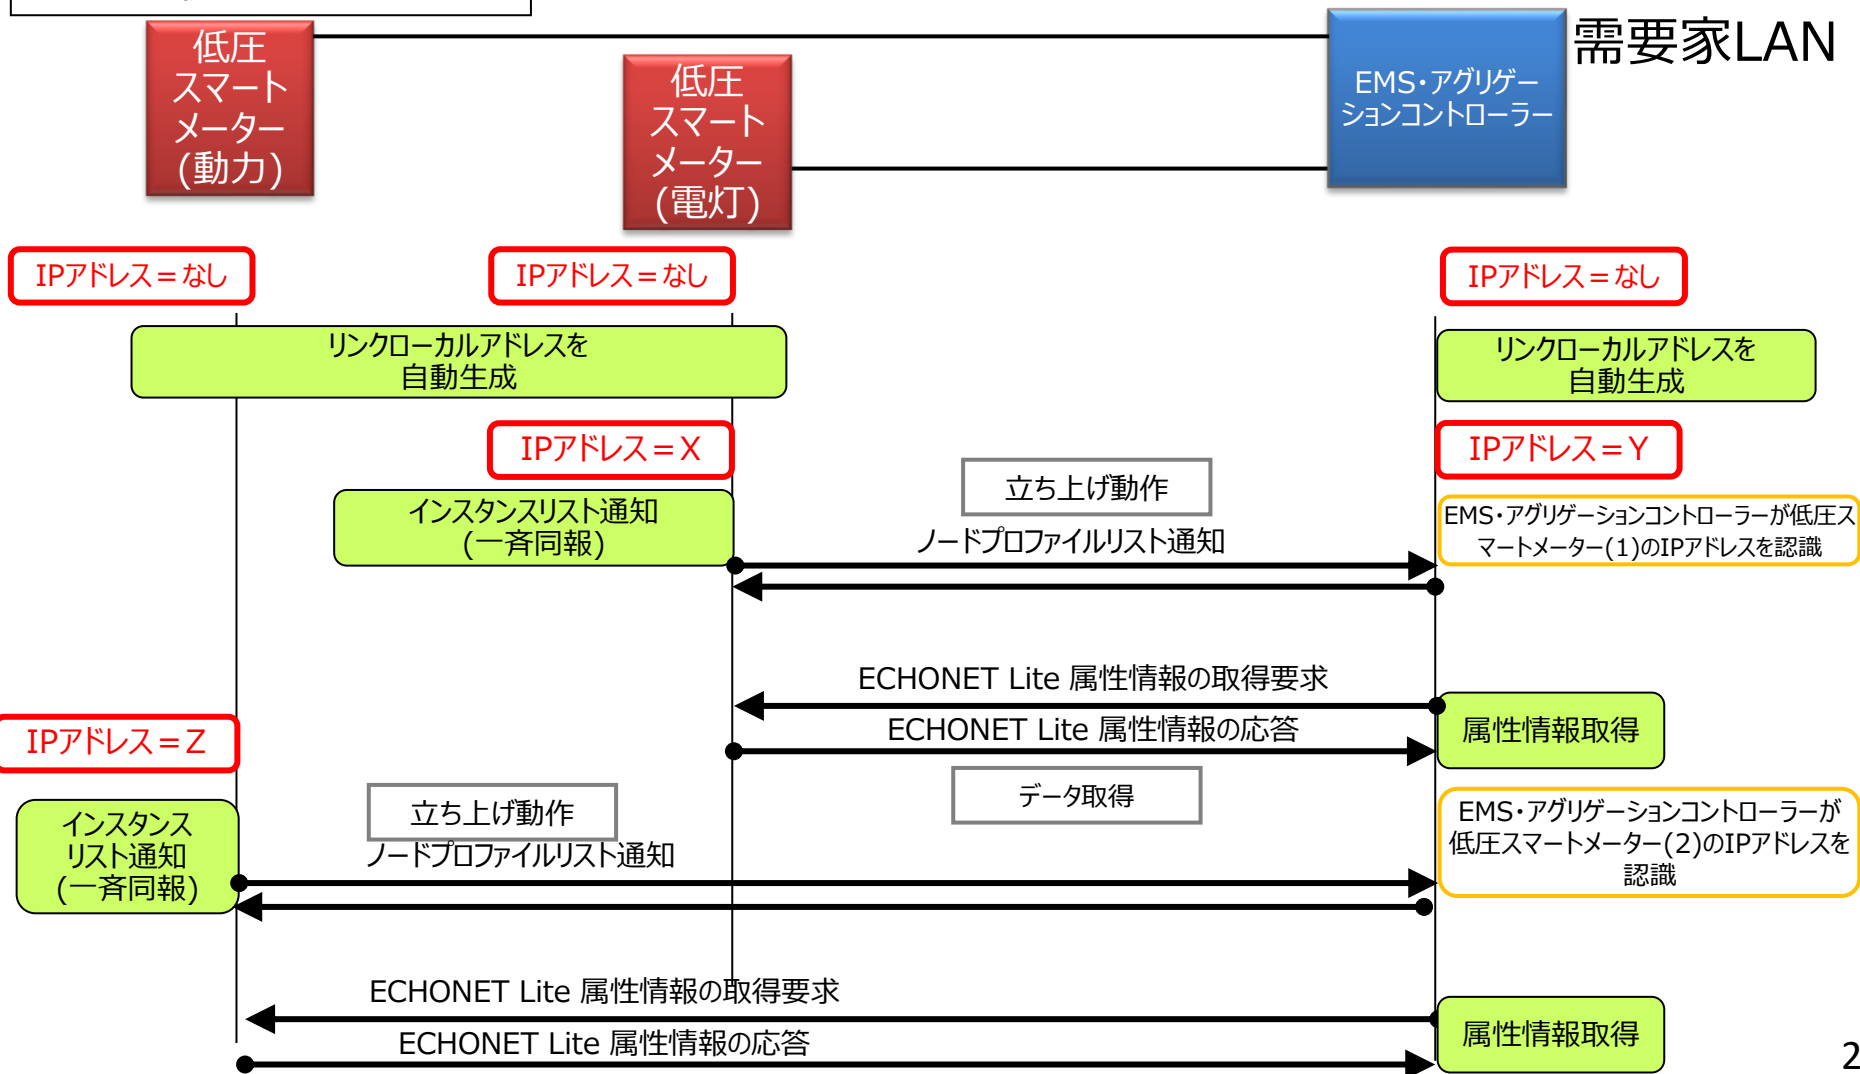 低圧
スマート
メーター
(動力)
低圧
スマート
メーター
(電灯)
EMS・アグリゲー
ションコントローラー
需要家LAN
IPアドレス＝なし
IPアドレス＝なし
IPアドレス＝なし
リンクローカルアドレスを
自動生成
リンクローカルアドレスを
自動生成
IPアドレス＝X
IPアドレス＝Y
立ち上げ動作
インスタンスリスト通知
(一斉同報)
ノードプロファイルリスト通知
EMS・アグリゲーションコントローラーが低圧ス
マートメーター(1)のIPアドレスを認識
ECHONET Lite 属性情報の取得要求
ECHONET Lite 属性情報の応答
属性情報取得
IPアドレス＝Z
データ取得
立ち上げ動作
インスタンス
リスト通知
(一斉同報)
ノードプロファイルリスト通知
EMS・アグリゲーションコントローラーが
低圧スマートメーター(2)のIPアドレスを
認識
ECHONET Lite 属性情報の取得要求
ECHONET Lite 属性情報の応答
属性情報取得
2